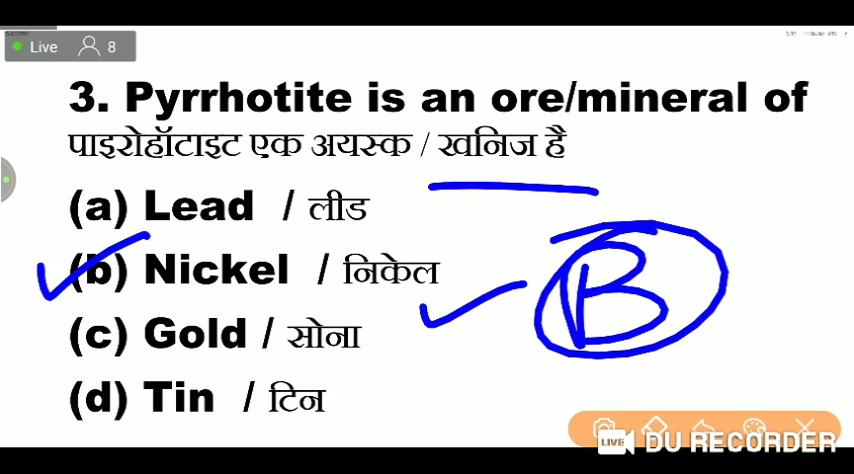 Live 8
3. Pyrrhotite is an ore/mineral of
पाइरोहॉटाइट एक अयस्क / खनिज है
(a) Lead / लीड
(b) Nickel / निकेल
B
(c) Gold / सोना
(d) Tin / टिन
LIVE DU RECORDER